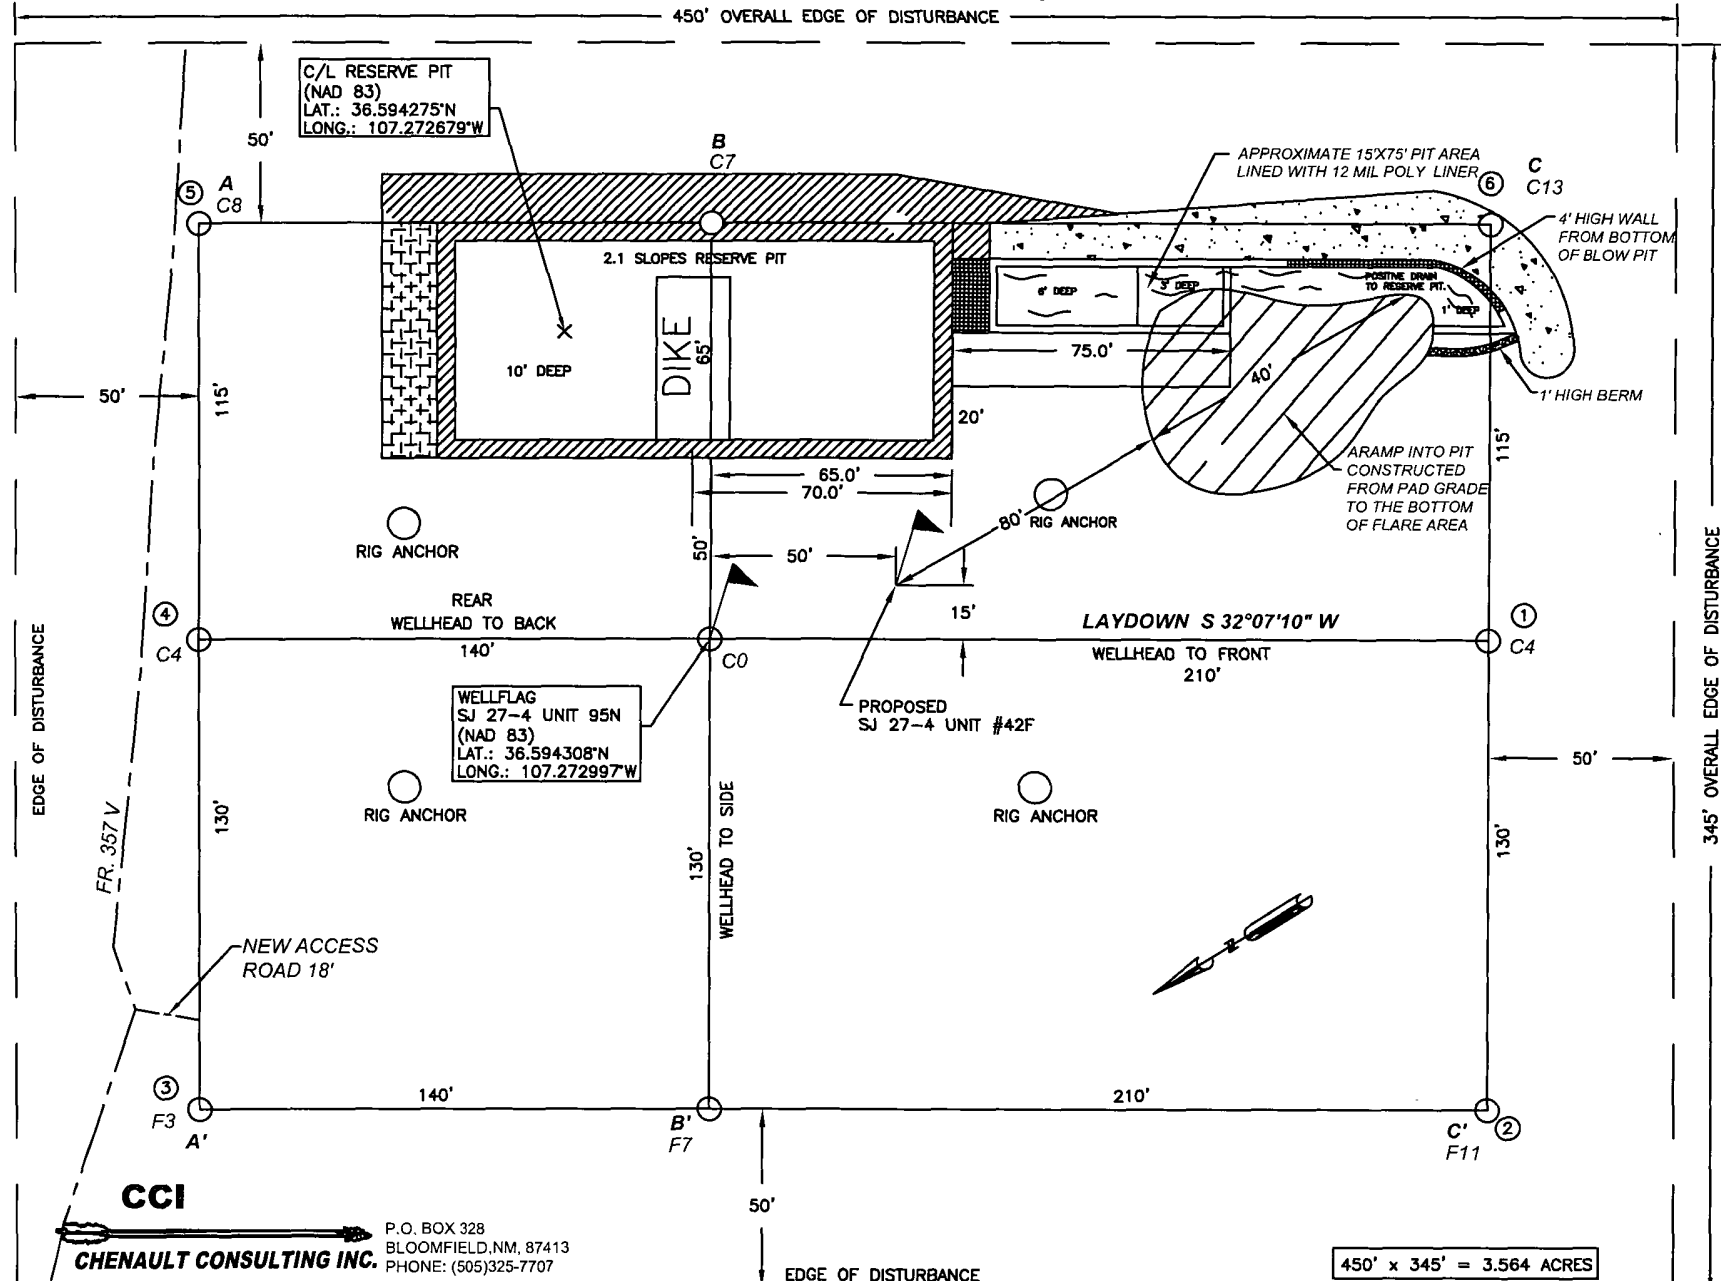 450' OVERALL EDGE OF DISTURBANCE
C/L RESERVE PIT
(NAD 83)
LAT.: 36.594275°N
LONG.: 107.272679°W
50'
B
C7
APPROXIMATE 15'X75' PIT AREA
LINED WITH 12 MIL POLY LINER
5
A
C8
6
C
C13
4' HIGH WALL
FROM BOTTOM
OF BLOW PIT
2.1 SLOPES RESERVE PIT
6' DEEP
3' DEEP
POSITIVE DRAIN
TO RESERVE PIT.
1' DEEP
DIKE
65'
10' DEEP
75.0'
40'
50'
115'
1' HIGH BERM
20'
115'
ARAMP INTO PIT
CONSTRUCTED
FROM PAD GRADE
TO THE BOTTOM
OF FLARE AREA
65.0'
70.0'
80'
RIG ANCHOR
RIG ANCHOR
50'
50'
15'
REAR
WELLHEAD TO BACK
140'
4
C4
C0
LAYDOWN S 32°07'10" W
WELLHEAD TO FRONT
210'
1
C4
EDGE OF DISTURBANCE
345' OVERALL EDGE OF DISTURBANCE
WELLFLAG
SJ 27-4 UNIT 95N
(NAD 83)
LAT.: 36.594308°N
LONG.: 107.272997°W
PROPOSED
SJ 27-4 UNIT #42F
50'
RIG ANCHOR
RIG ANCHOR
FR. 357 V
130'
130'
WELLHEAD TO SIDE
130'
N
NEW ACCESS
ROAD 18'
3
F3
A'
140'
B'
F7
210'
C'
F11
2
50'
CCI
CHENAULT CONSULTING INC.
P.O. BOX 328
BLOOMFIELD,NM, 87413
PHONE: (505)325-7707
EDGE OF DISTURBANCE
450' x 345' = 3.564 ACRES